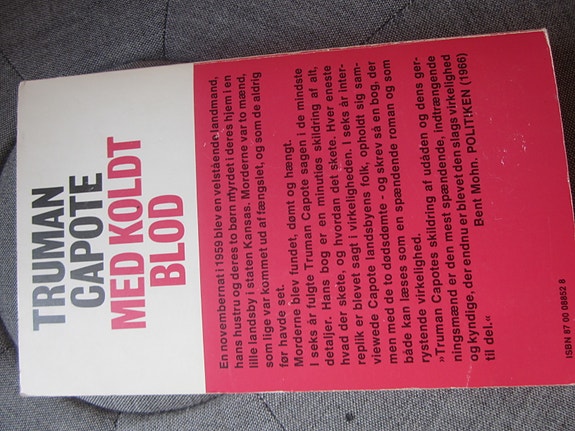 TRUMAN
CAPOTE
MED KOLDT
BLOD
En novembernat i 1959 blev en velstående landmand,
hans hustru og deres to børn myrdet i deres hjem i en
lille landsby i staten Kansas. Morderne var to mænd,
som lige var kommet ud af fængslet, og som de aldrig
før havde set.
Morderne blev fundet, dømt og hængt.
I seks år fulgte Truman Capote sagen i de mindste
detaljer. Hans bog er en minutiøs skildring af alt,
hvad der skete, og hvordan det skete. Hver eneste
replik er blevet sagt i virkeligheden. I seks år inter-
viewede Capote landsbyens folk, opholdt sig sam-
men med de to dødsdømte - og skrev så en bog, der
både kan læses som en spændende roman og som
rystende virkelighed.
»Truman Capotes skildring af udåden og dens ger-
ningsmænd er den mest spændende, indtrængende
og kyndige, der endnu er blevet den slags virkelighed
til del.«
Bent Mohn. POLITIKEN (1966)
ISBN 87 00 08852 8